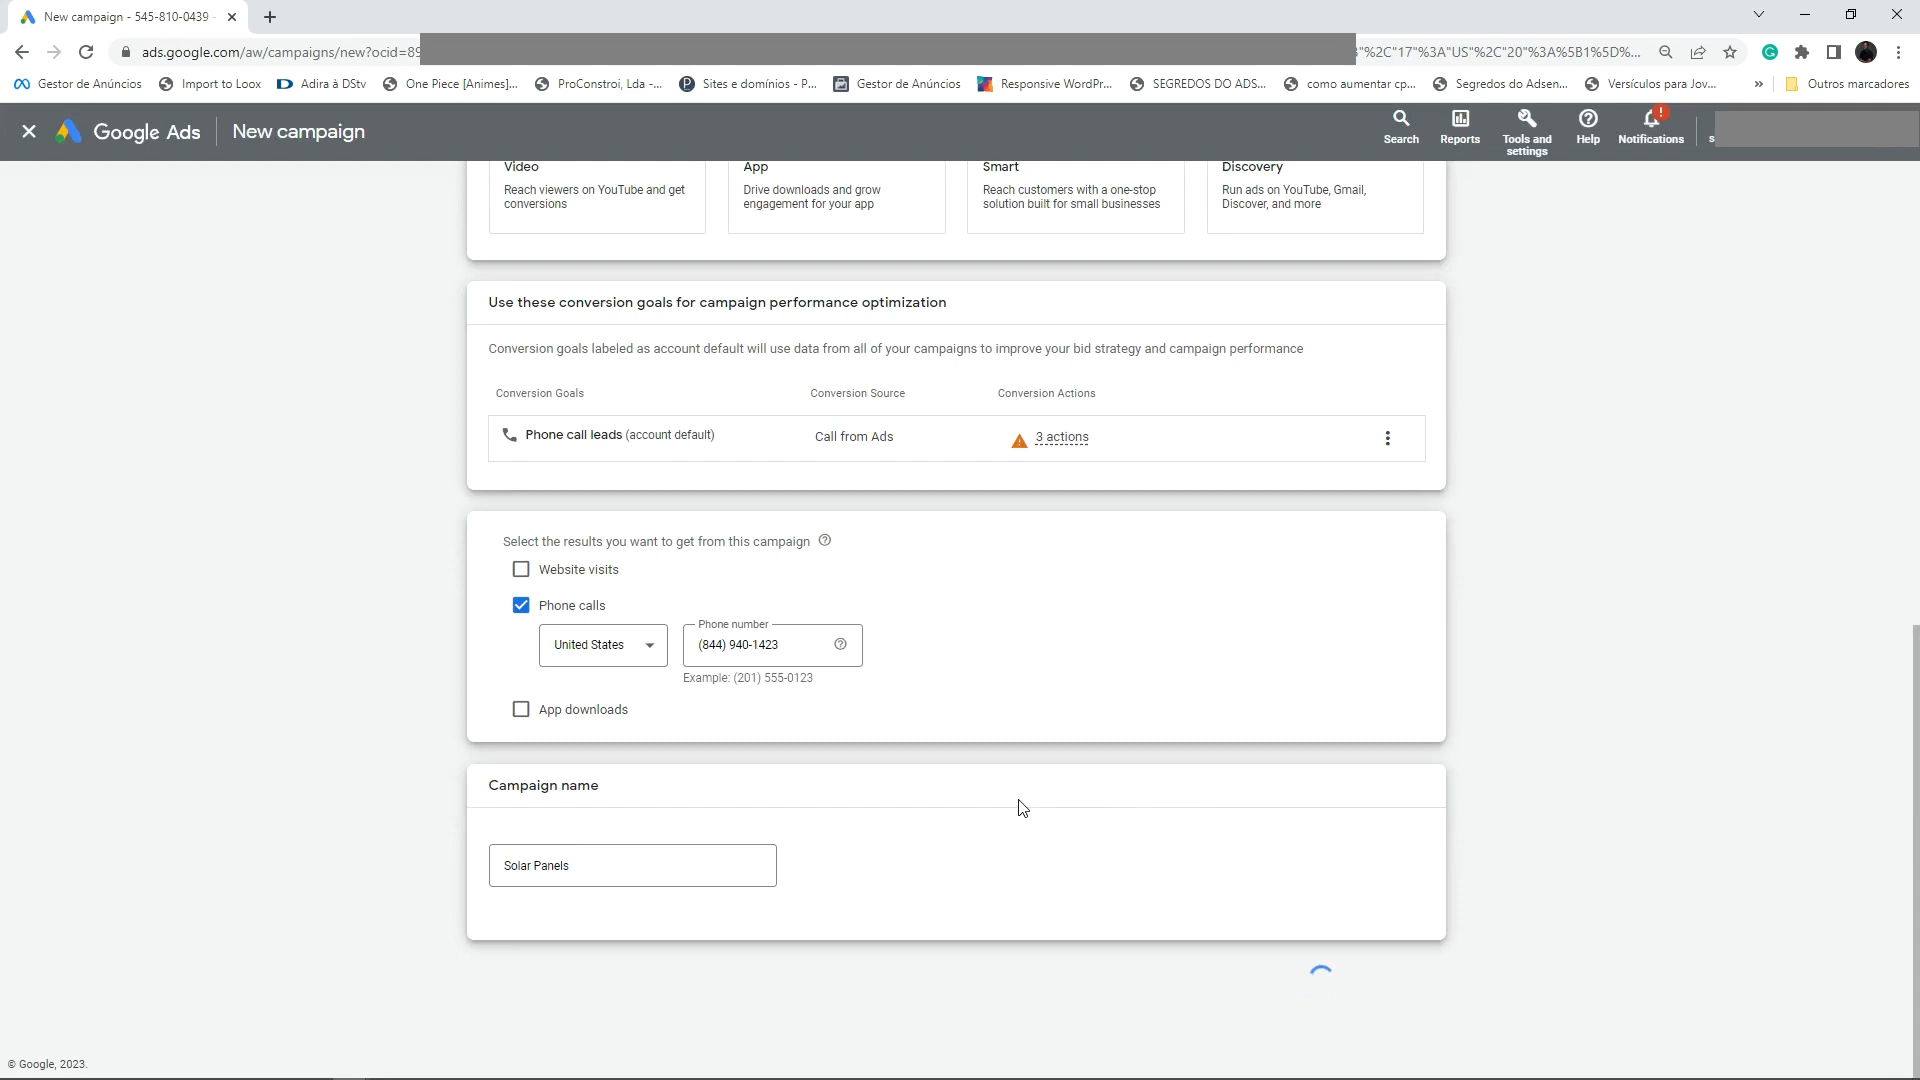 New campaign - 545-810-0439 -
ads.google.com/aw/campaigns/new?ocid=89
"%2C"17"%3A"US"%2C"20"%3A%5B1%5D%...
Gestor de Anúncios
Import to Loox
Adira à DStv
One Piece [Animes]...
ProConstroi, Lda -...
Sites e domínios - P...
Gestor de Anúncios
Responsive WordPr...
SEGREDOS DO ADS...
como aumentar cp...
Segredos do Adsen...
Versículos para Jov...
»
Outros marcadores
Google Ads
New campaign
Search
Reports
Tools and
settings
Help
Notifications
s
Video
Reach viewers on YouTube and get
conversions
App
Drive downloads and grow
engagement for your app
Smart
Reach customers with a one-stop
solution built for small businesses
Discovery
Run ads on YouTube, Gmail,
Discover, and more
Use these conversion goals for campaign performance optimization
Conversion goals labeled as account default will use data from all of your campaigns to improve your bid strategy and campaign performance
Conversion Goals
Conversion Source
Conversion Actions
Phone call leads (account default)
Call from Ads
3 actions
Select the results you want to get from this campaign
Website visits
Phone calls
United States
Phone number
(844) 940-1423
Example: (201) 555-0123
App downloads
Campaign name
Solar Panels
© Google, 2023.